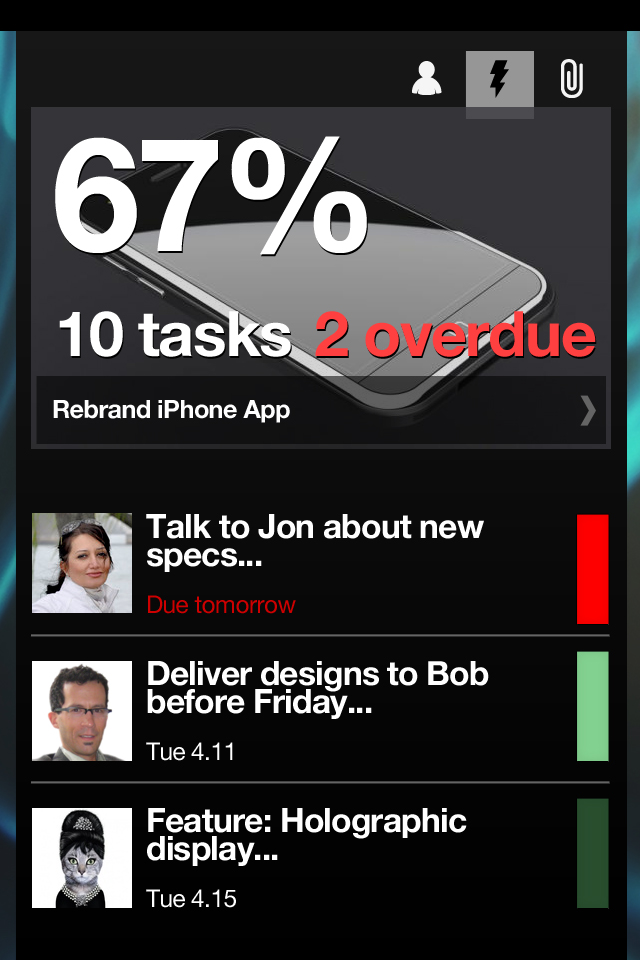 67%
10 tasks 2 overdue
Rebrand iPhone App
Talk to Jon about new
specs...
Due tomorrow
Deliver designs to Bob
before Friday...
Tue 4.11
Feature: Holographic
display...
Tue 4.15